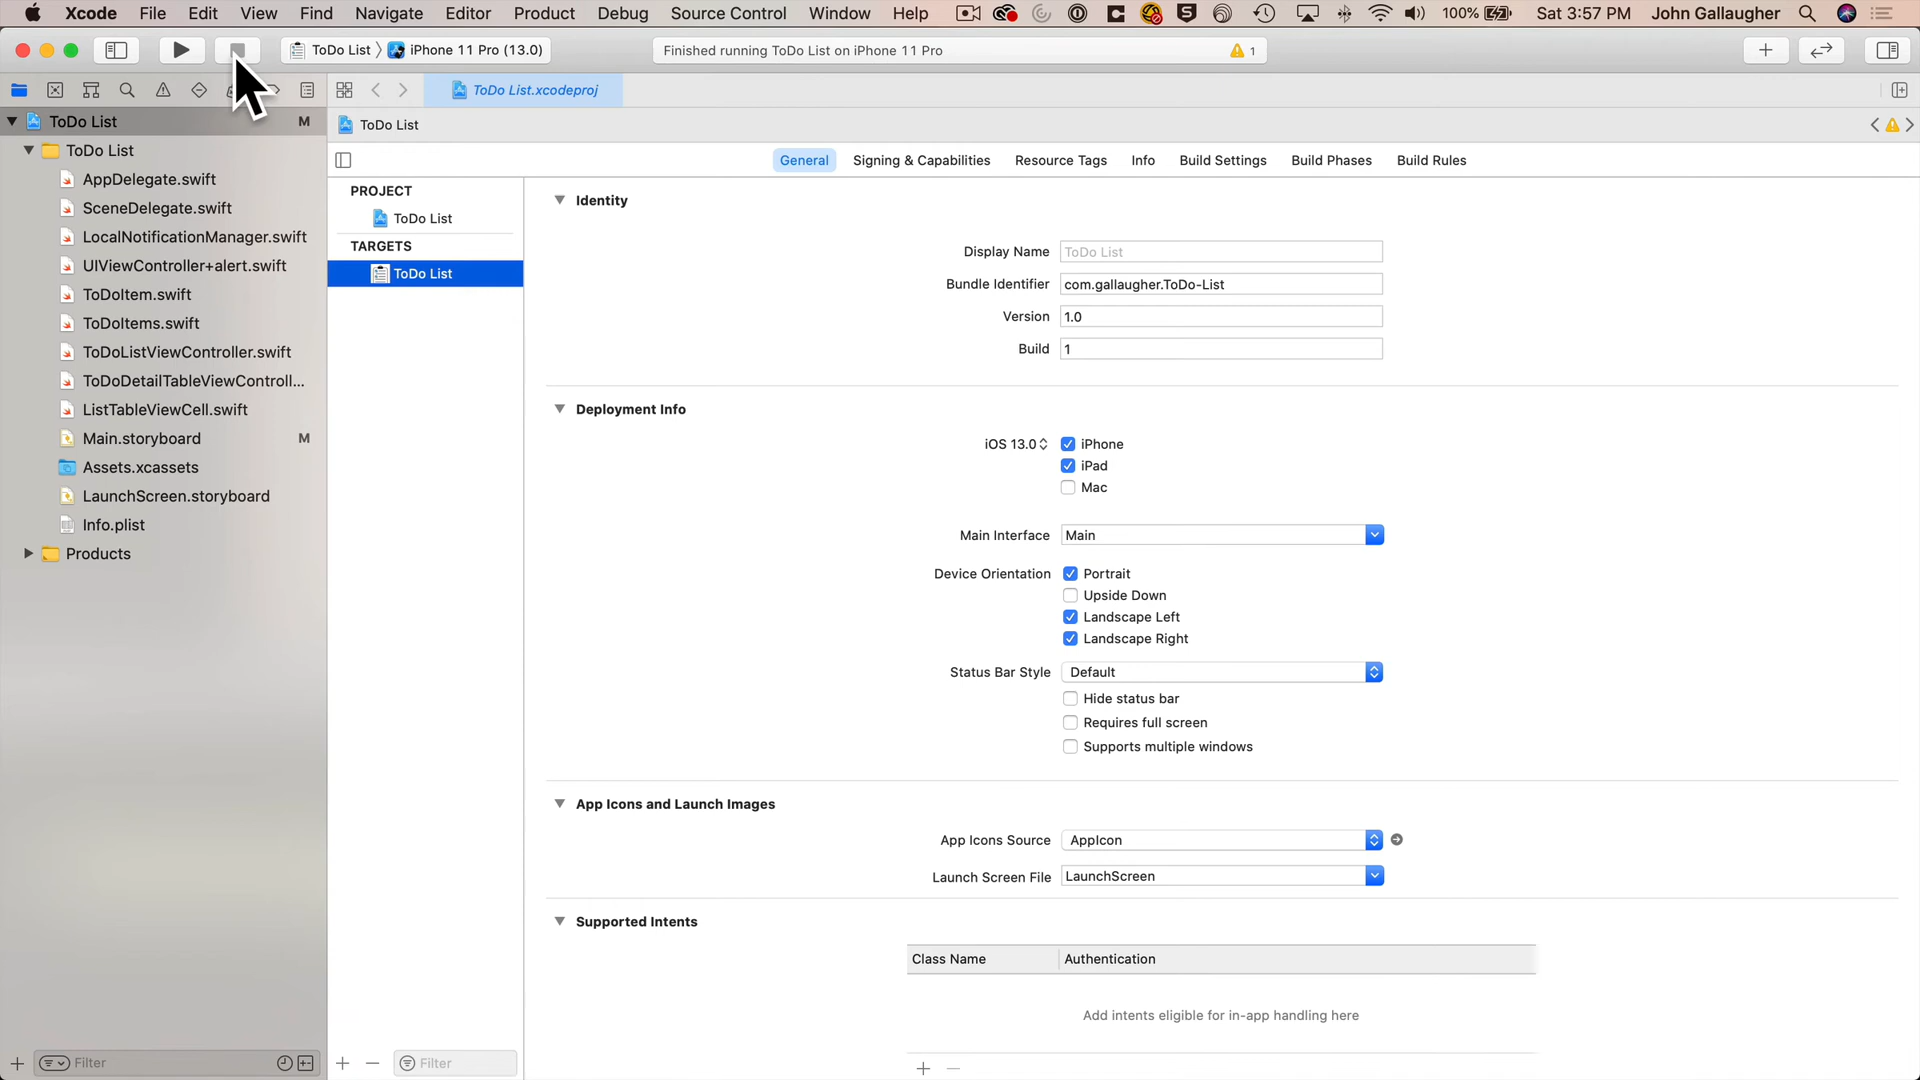 Xcode File Edit View Find Navigate Editor Product Debug Source Control Window Help 100% Sat 3:57 PM John Gallaugher
ToDo List iPhone 11 Pro (13.0) Finished running ToDo List on iPhone 11 Pro 1
ToDo List.xcodeproj
ToDo List M
ToDo List
AppDelegate.swift
SceneDelegate.swift
LocalNotificationManager.swift
UIViewController+alert.swift
ToDoItem.swift
ToDoItems.swift
ToDoListViewController.swift
ToDoDetailTableViewControll...
ListTableViewCell.swift
Main.storyboard M
Assets.xcassets
LaunchScreen.storyboard
Info.plist
Products
Filter
ToDo List
General Signing & Capabilities Resource Tags Info Build Settings Build Phases Build Rules
PROJECT
ToDo List
TARGETS
ToDo List
Filter
Identity
Display Name ToDo List
Bundle Identifier com.gallaugher.ToDo-List
Version 1.0
Build 1
Deployment Info
iOS 13.0 iPhone
iPad
Mac
Main Interface Main
Device Orientation Portrait
Upside Down
Landscape Left
Landscape Right
Status Bar Style Default
Hide status bar
Requires full screen
Supports multiple windows
App Icons and Launch Images
App Icons Source AppIcon
Launch Screen File LaunchScreen
Supported Intents
Class Name Authentication
Add intents eligible for in-app handling here